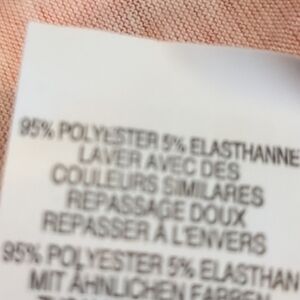 95% POLYESTER 5% ELASTHANNE
LAVER AVEC DES
COULEURS SIMILARES
REPASSAGE DOUX
REPASSER A L'ENVERS
95% POLYESTER 5% ELASTHAN
MIT ÄHNLICHEN FARBEN